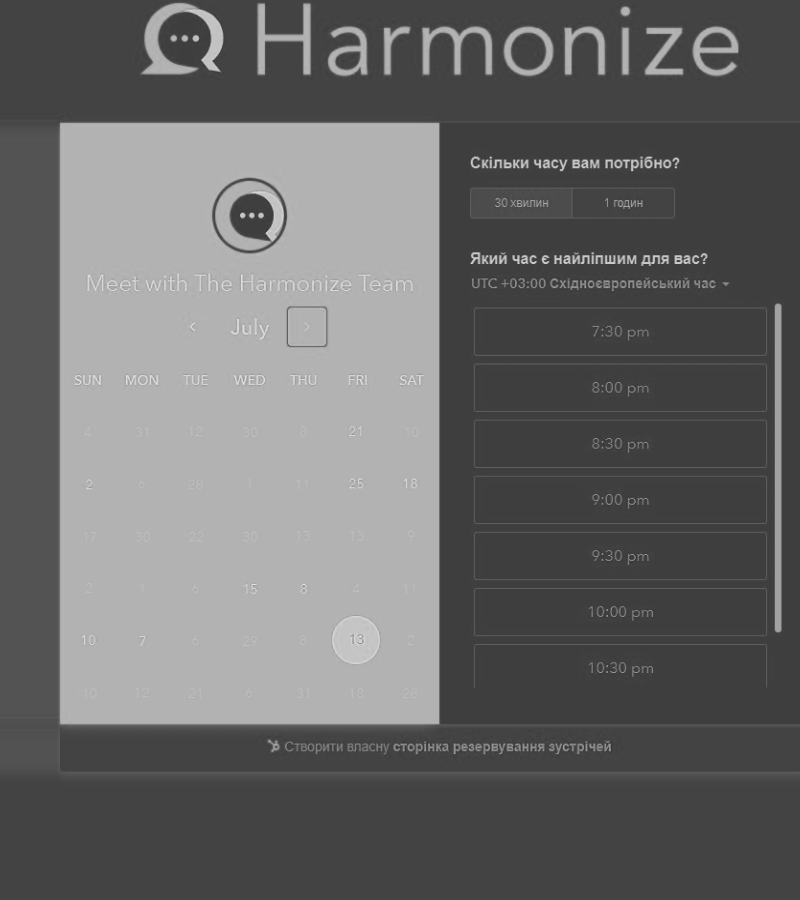 Harmonize
Meet with The Harmonize Team
July
SUN MON TUE WED THU FRI SAT
4 31 12 30 8 21 10
2 6 28 1 11 25 18
17 30 22 30 13 13 9
2 1 6 15 8 4 11
10 7 6 29 8 13 2
10 12 21 6 31 18 28
Скільки часу вам потрібно?
30 хвилин 1 годин
Який час є найліпшим для вас?
UTC +03:00 Східноєвропейський час
7:30 pm
8:00 pm
8:30 pm
9:00 pm
9:30 pm
10:00 pm
10:30 pm
Створити власну сторінка резервування зустрічей